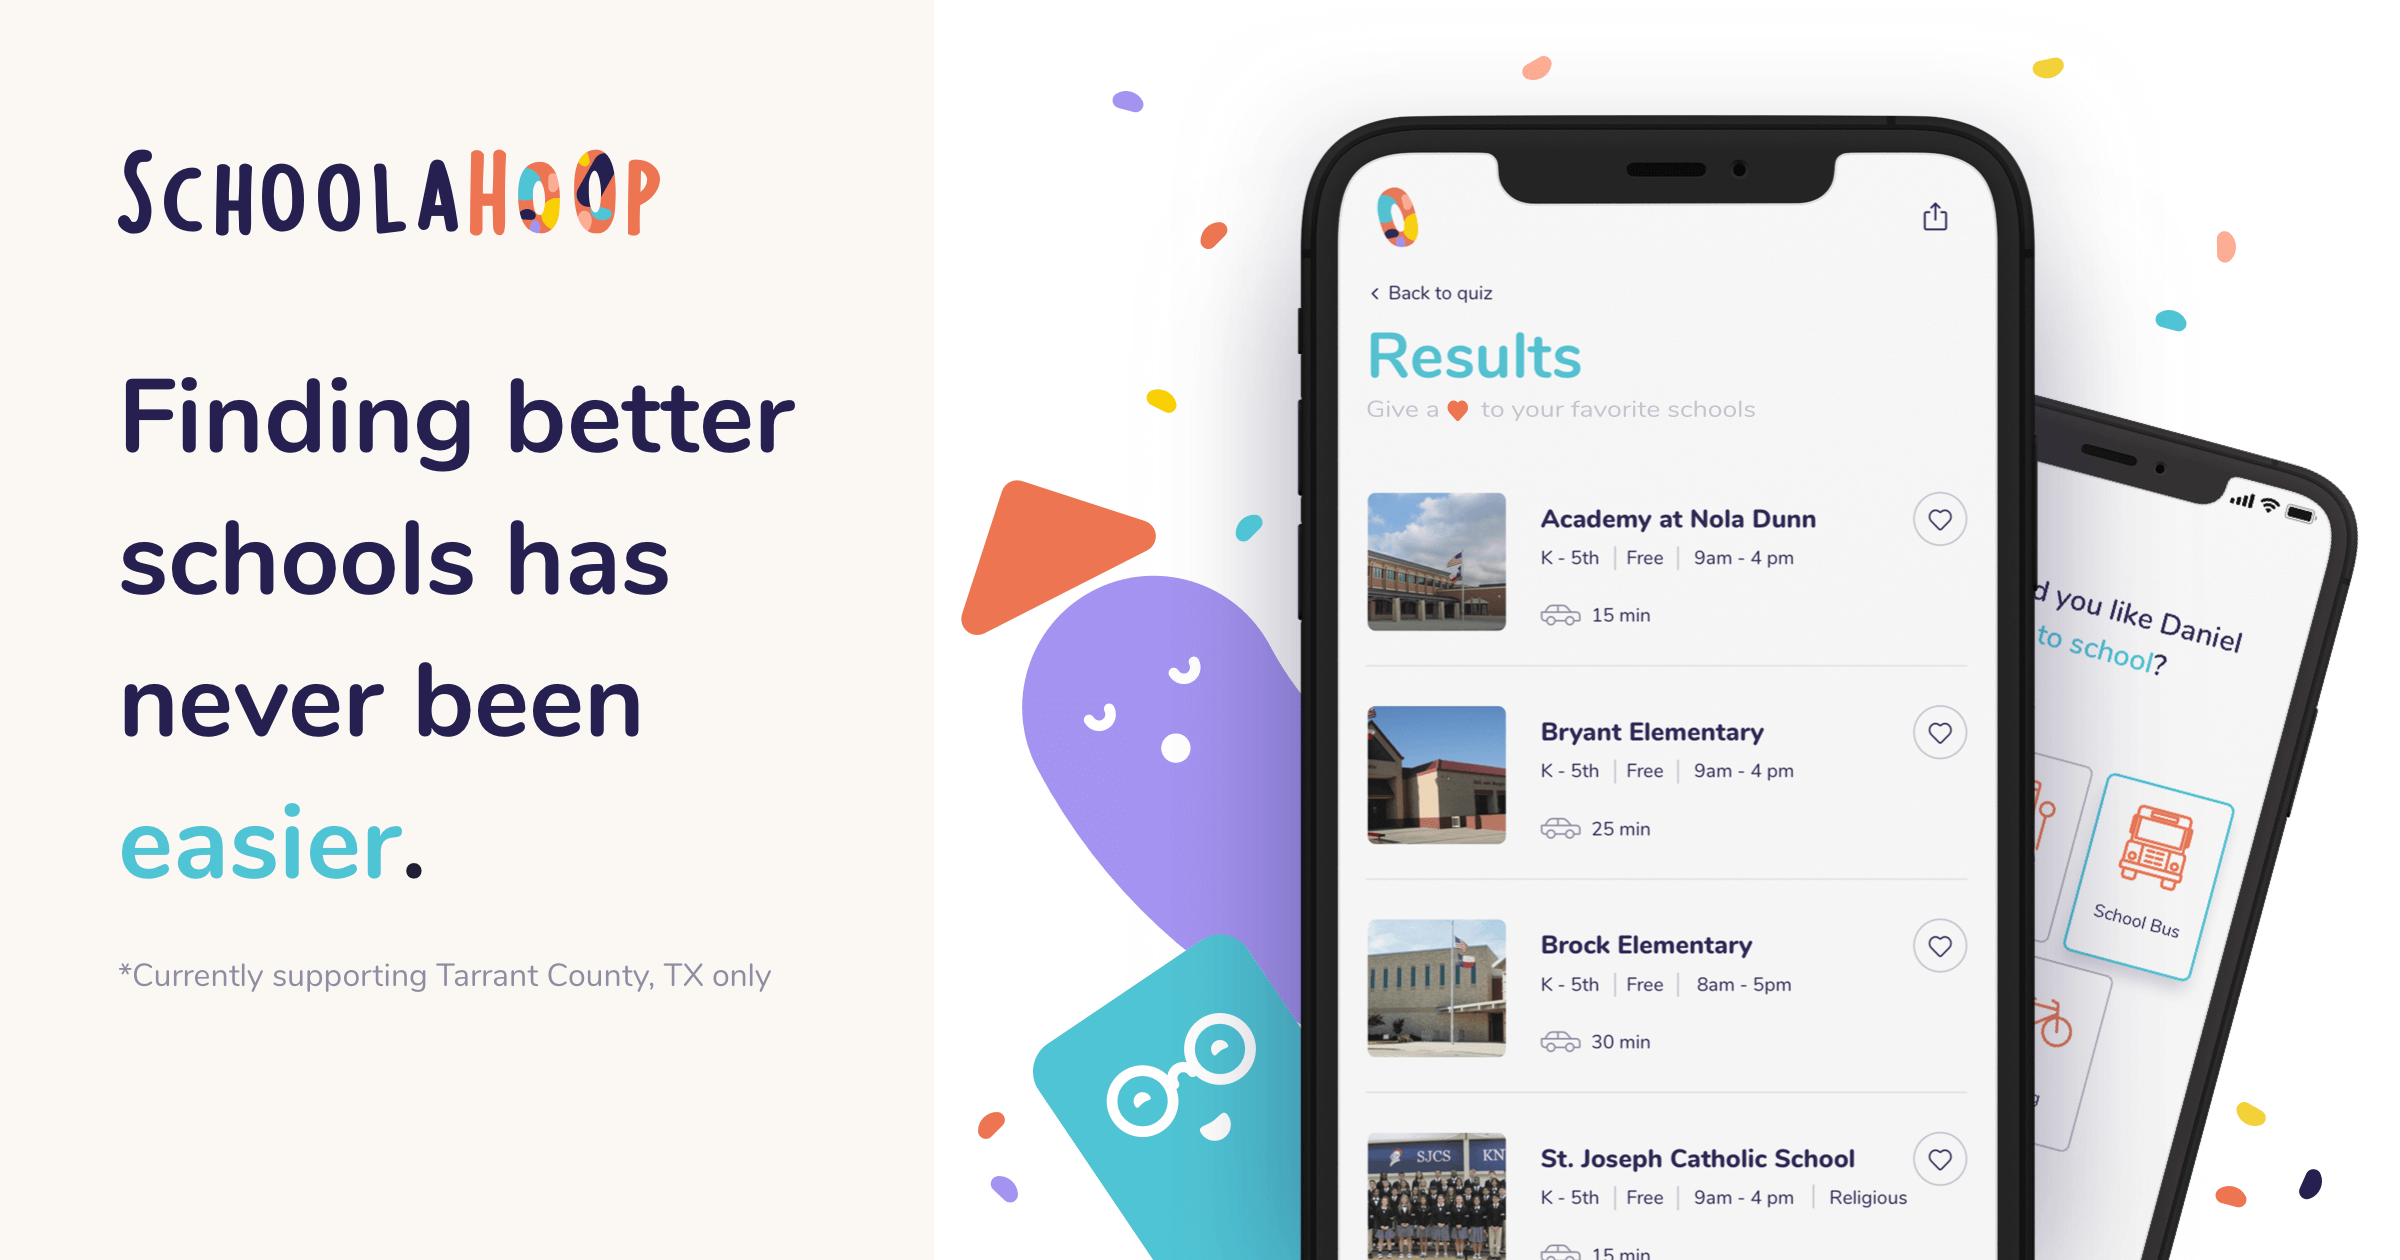 SCHOOLAHOOP
Finding better
schools has
never been
easier.
*Currently supporting Tarrant County, TX only
Back to quiz
Results
Give a to your favorite schools
Academy at Nola Dunn
K - 5th Free 9am - 4 pm
15 min
Bryant Elementary
K - 5th Free 9am - 4 pm
25 min
Brock Elementary
K - 5th Free 8am - 5pm
30 min
SJCS KN
St. Joseph Catholic School
K - 5th Free 9am - 4 pm Religious
15 min
d you like Daniel
to school?
School Bus
g